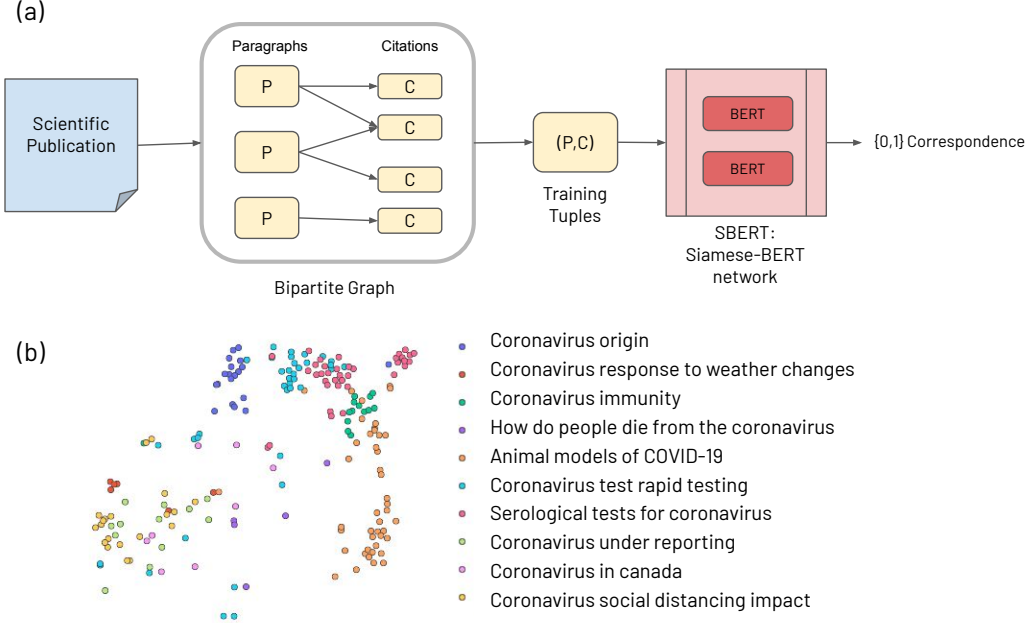 (a)
Paragraphs Citations
Scientific
Publication
P C
P C
C
P C
(P,C)
BERT
BERT
{0,1} Correspondence
Training
Tuples
SBERT:
Siamese-BERT
network
Bipartite Graph
(b)
Coronavirus origin
Coronavirus response to weather changes
Coronavirus immunity
How do people die from the coronavirus
Animal models of COVID-19
Coronavirus test rapid testing
Serological tests for coronavirus
Coronavirus under reporting
Coronavirus in canada
Coronavirus social distancing impact